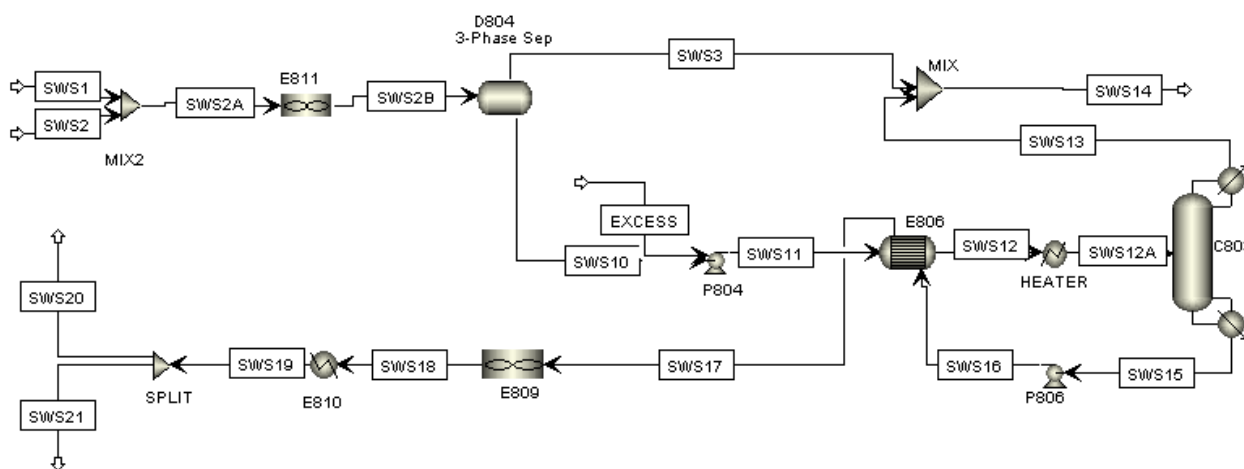 D804
3-Phase Sep
SWS3
MIX
SWS14
SWS1
SWS2
MIX2
SWS2A
E811
SWS2B
SWS13
EXCESS
SWS10
P804
SWS11
E806
SWS12
HEATER
SWS12A
SWS20
SWS21
SPLIT
SWS19
E810
SWS18
E809
SWS17
SWS16
P806
SWS15